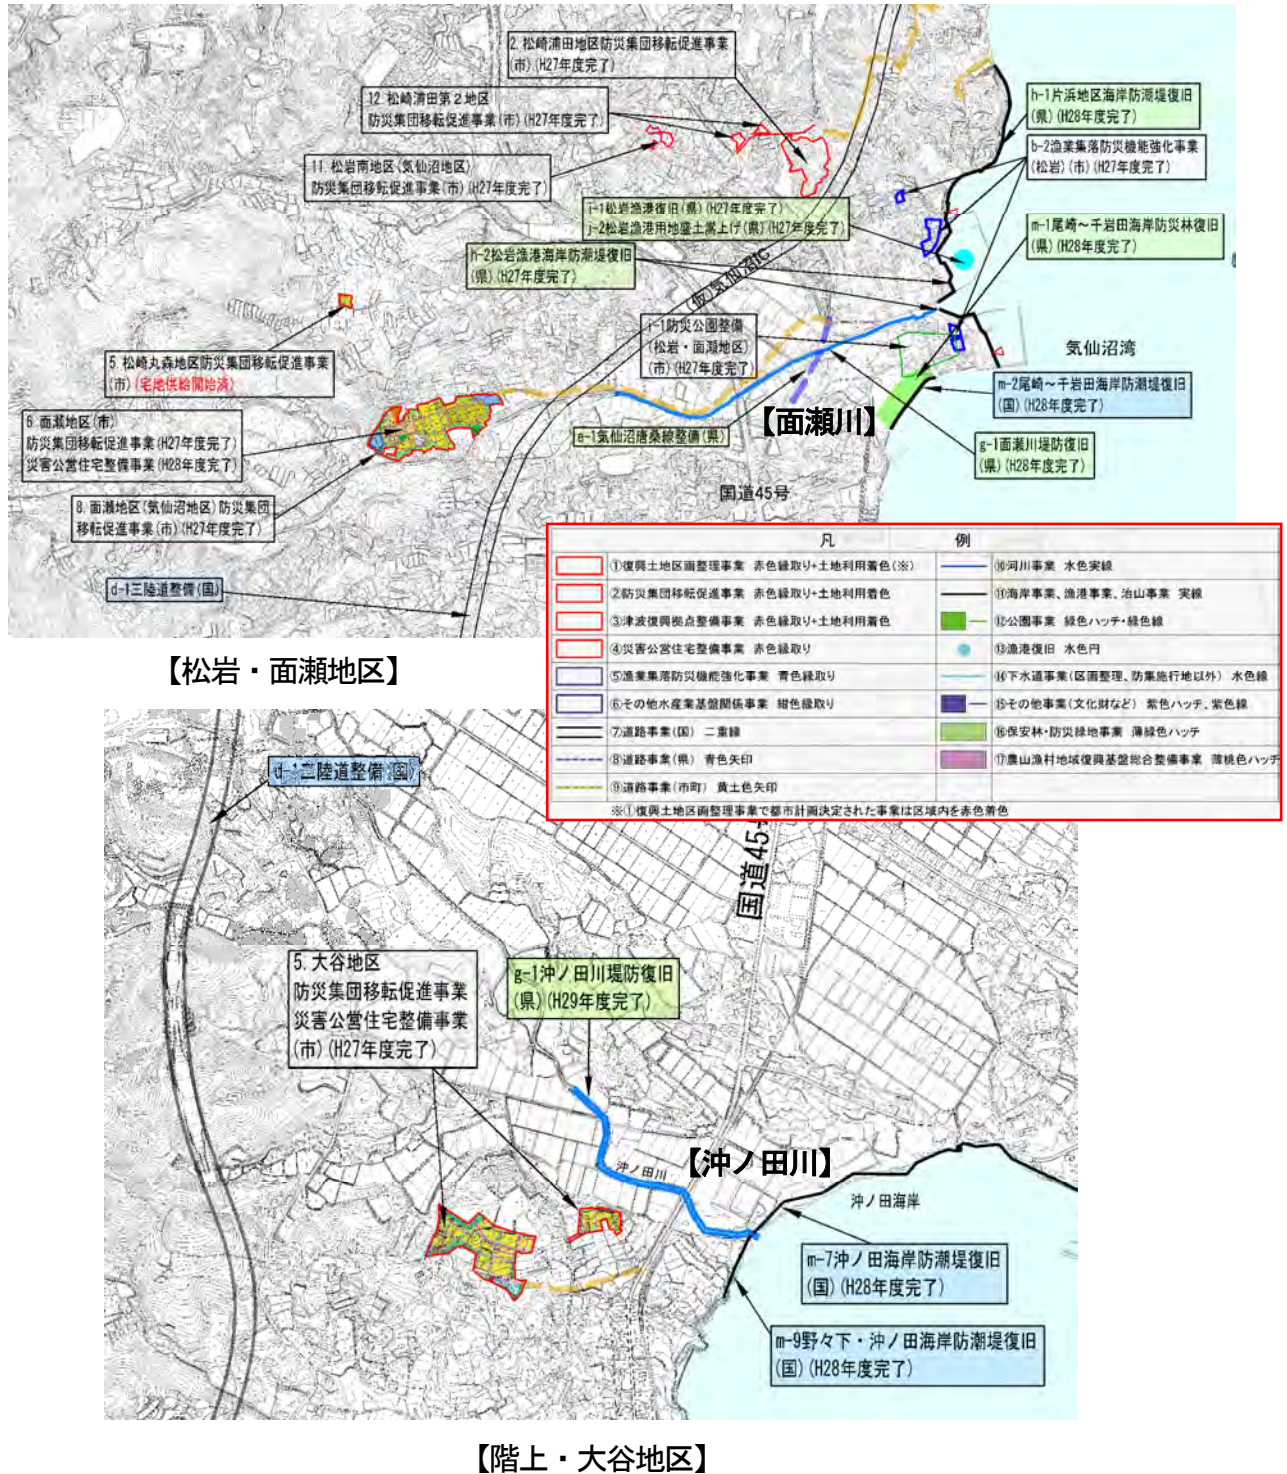 2. 松崎浦田地区防災集団移転促進事業
(市)(H27年度完了)
12. 松崎浦田第２地区
防災集団移転促進事業(市)(H27年度完了)
11. 松岩南地区(気仙沼地区)
防災集団移転促進事業(市)(H27年度完了)
h-1片浜地区海岸防潮堤復旧
(県)(H28年度完了)
b-2漁業集落防災機能強化事業
(松岩)(市)(H27年度完了)
i-1松岩漁港復旧(県)(H27年度完了)
j-2松岩漁港用地盛土嵩上げ(県)(H27年度完了)
m-1尾崎～千岩田海岸防災林復旧
(県)(H28年度完了)
h-2松岩漁港海岸防潮堤復旧
(県)(H27年度完了)
(仮)気仙沼IC
j-1防災公園整備
(松岩・面瀬地区)
(市)(H27年度完了)
気仙沼湾
5. 松崎丸森地区防災集団移転促進事業
(市)(宅地供給開始済)
m-2尾崎～千岩田海岸防潮堤復旧
(国)(H28年度完了)
6. 面瀬地区(市)
防災集団移転促進事業(H27年度完了)
災害公営住宅整備事業(H28年度完了)
e-1気仙沼唐桑線整備(県)
【面瀬川】
g-1面瀬川堤防復旧
(県)(H28年度完了)
8. 面瀬地区(気仙沼地区)防災集団
移転促進事業(市)(H27年度完了)
国道45号
d-1三陸道整備(国)
【松岩・面瀬地区】
凡 例
①復興土地区画整理事業 赤色縁取り+土地利用着色(※)
②防災集団移転促進事業 赤色縁取り+土地利用着色
③津波復興拠点整備事業 赤色縁取り+土地利用着色
④災害公営住宅整備事業 赤色縁取り
⑤漁業集落防災機能強化事業 青色縁取り
⑥その他水産業基盤関係事業 紺色縁取り
⑦道路事業(国) 二重線
⑧道路事業(県) 青色矢印
⑨道路事業(市町) 黄土色矢印
⑩河川事業 水色実線
⑪海岸事業、漁港事業、治山事業 実線
⑫公園事業 緑色ハッチ・緑色線
⑬漁港復旧 水色円
⑭下水道事業(区画整理、防集施行地以外) 水色線
⑮その他事業(文化財など) 紫色ハッチ、紫色線
⑯保安林・防災緑地事業 薄緑色ハッチ
⑰農山漁村地域復興基盤総合整備事業 薄桃色ハッチ
※①復興土地区画整理事業で都市計画決定された事業は区域内を赤色着色
d-1三陸道整備(国)
国道45号
5. 大谷地区
防災集団移転促進事業
災害公営住宅整備事業
(市)(H27年度完了)
g-1沖ノ田川堤防復旧
(県)(H29年度完了)
【沖ノ田川】
沖ノ田川
沖ノ田海岸
m-7沖ノ田海岸防潮堤復旧
(国)(H28年度完了)
m-9野々下・沖ノ田海岸防潮堤復旧
(国)(H28年度完了)
【階上・大谷地区】